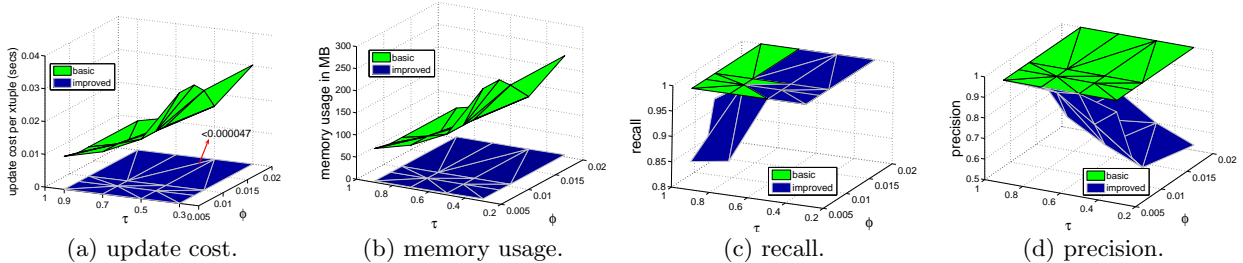 update cost per xtuple (secs)
0.04
0.03
0.02
0.01
0
basic
improved
<0.000047
1
0.9
0.7
0.5
0.3
τ
0.005
0.01
0.015
0.02
ϕ
(a) update cost.
memory usage in MB
300
250
200
150
100
50
0
basic
improved
1
0.8
0.6
0.4
0.2
τ
0.005
0.01
0.015
0.02
ϕ
(b) memory usage.
recall
1
0.95
0.9
0.85
0.8
basic
improved
1
0.8
0.6
0.4
0.2
τ
0.005
0.01
0.015
0.02
ϕ
(c) recall.
precision
1
0.9
0.8
0.7
0.6
0.5
basic
improved
1
0.8
0.6
0.4
0.2
τ
0.005
0.01
0.015
0.02
ϕ
(d) precision.